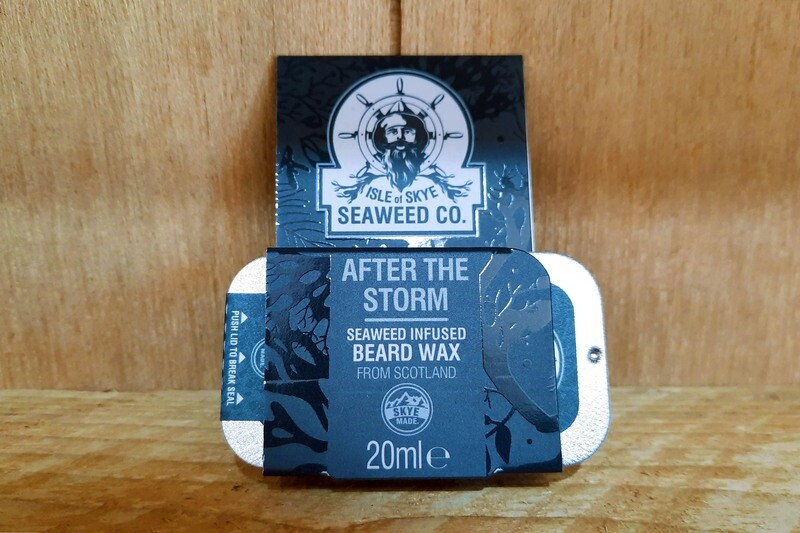 ISLE of SKYE
SEAWEED CO.
AFTER THE
STORM
SEAWEED INFUSED
BEARD WAX
FROM SCOTLAND
SKYE
MADE.
20ml℮
PUSH LID TO BREAK SEAL